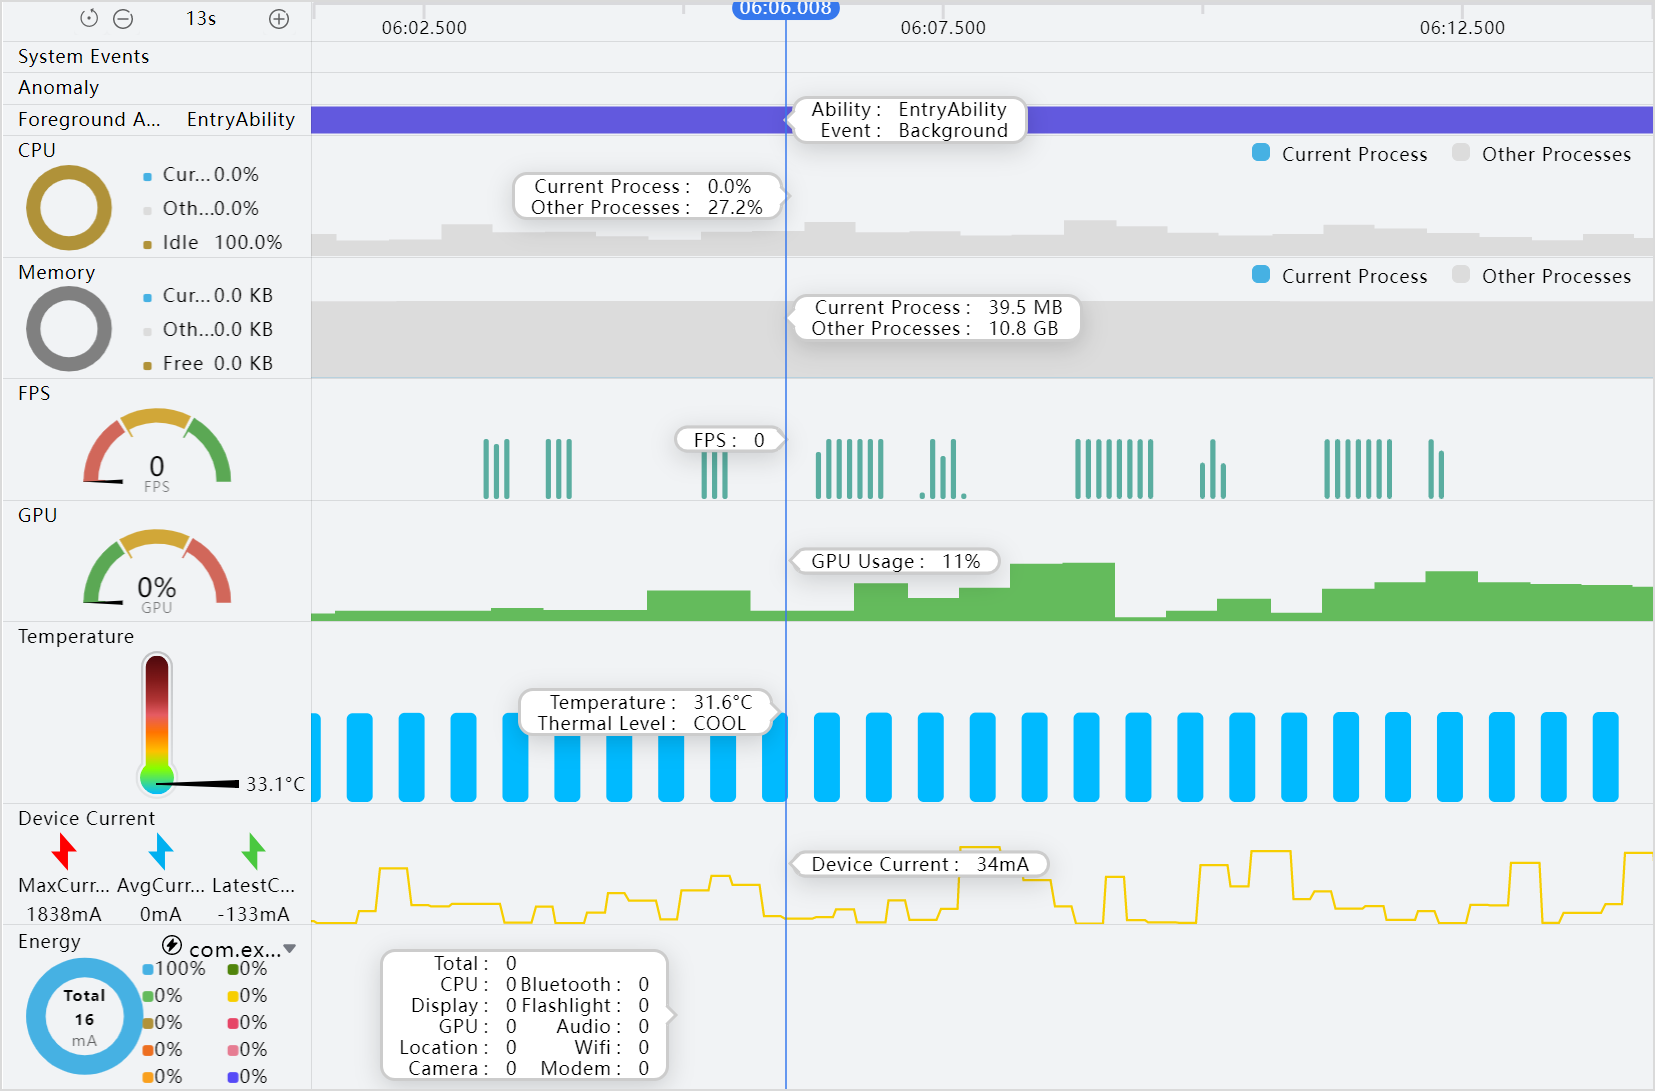 13s
06:06.008
06:02.500
06:07.500
06:12.500
System Events
Anomaly
Foreground A... EntryAbility
Ability : EntryAbility
Event : Background
CPU
Cur...0.0%
Oth...0.0%
Idle 100.0%
Current Process Other Processes
Current Process : 0.0%
Other Processes : 27.2%
Memory
Cur...0.0 KB
Oth...0.0 KB
Free 0.0 KB
Current Process Other Processes
Current Process : 39.5 MB
Other Processes : 10.8 GB
FPS
0
FPS
FPS : 0
GPU
0%
GPU
GPU Usage : 11%
Temperature
33.1°C
Temperature : 31.6°C
Thermal Level : COOL
Device Current
MaxCurr... AvgCurr... LatestC...
1838mA 0mA -133mA
Device Current : 34mA
Energy
com.ex...
Total
16
mA
100% 0%
0% 0%
0% 0%
0% 0%
0% 0%
Total : 0
CPU : 0 Bluetooth : 0
Display : 0 Flashlight : 0
GPU : 0 Audio : 0
Location : 0 Wifi : 0
Camera : 0 Modem : 0